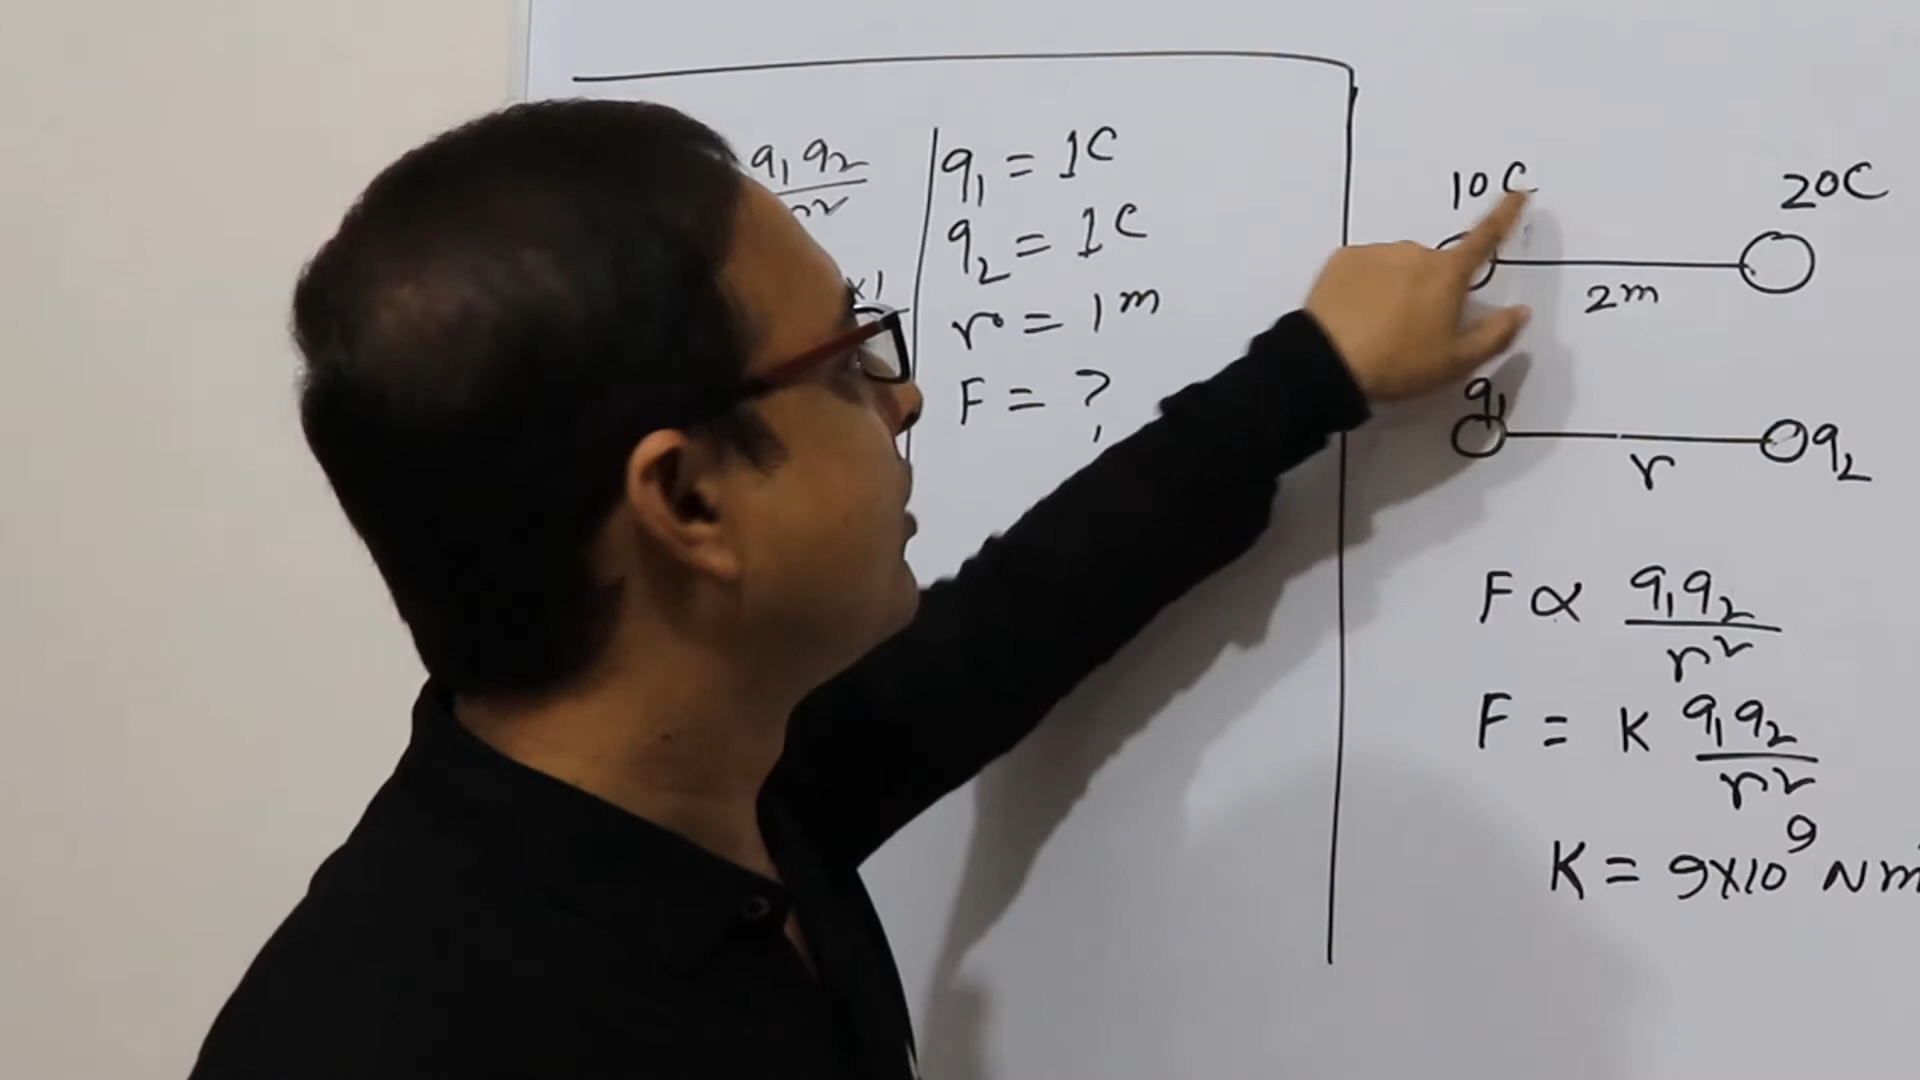 q₁ q₂
r²
×1
q₁ = 1C
q₂ = 1C
r = 1m
F = ?
10C 20C
2m
q₁ q₂
r
F ∝ q₁q₂ / r²
F = K q₁q₂ / r²
K = 9×10⁹ Nm